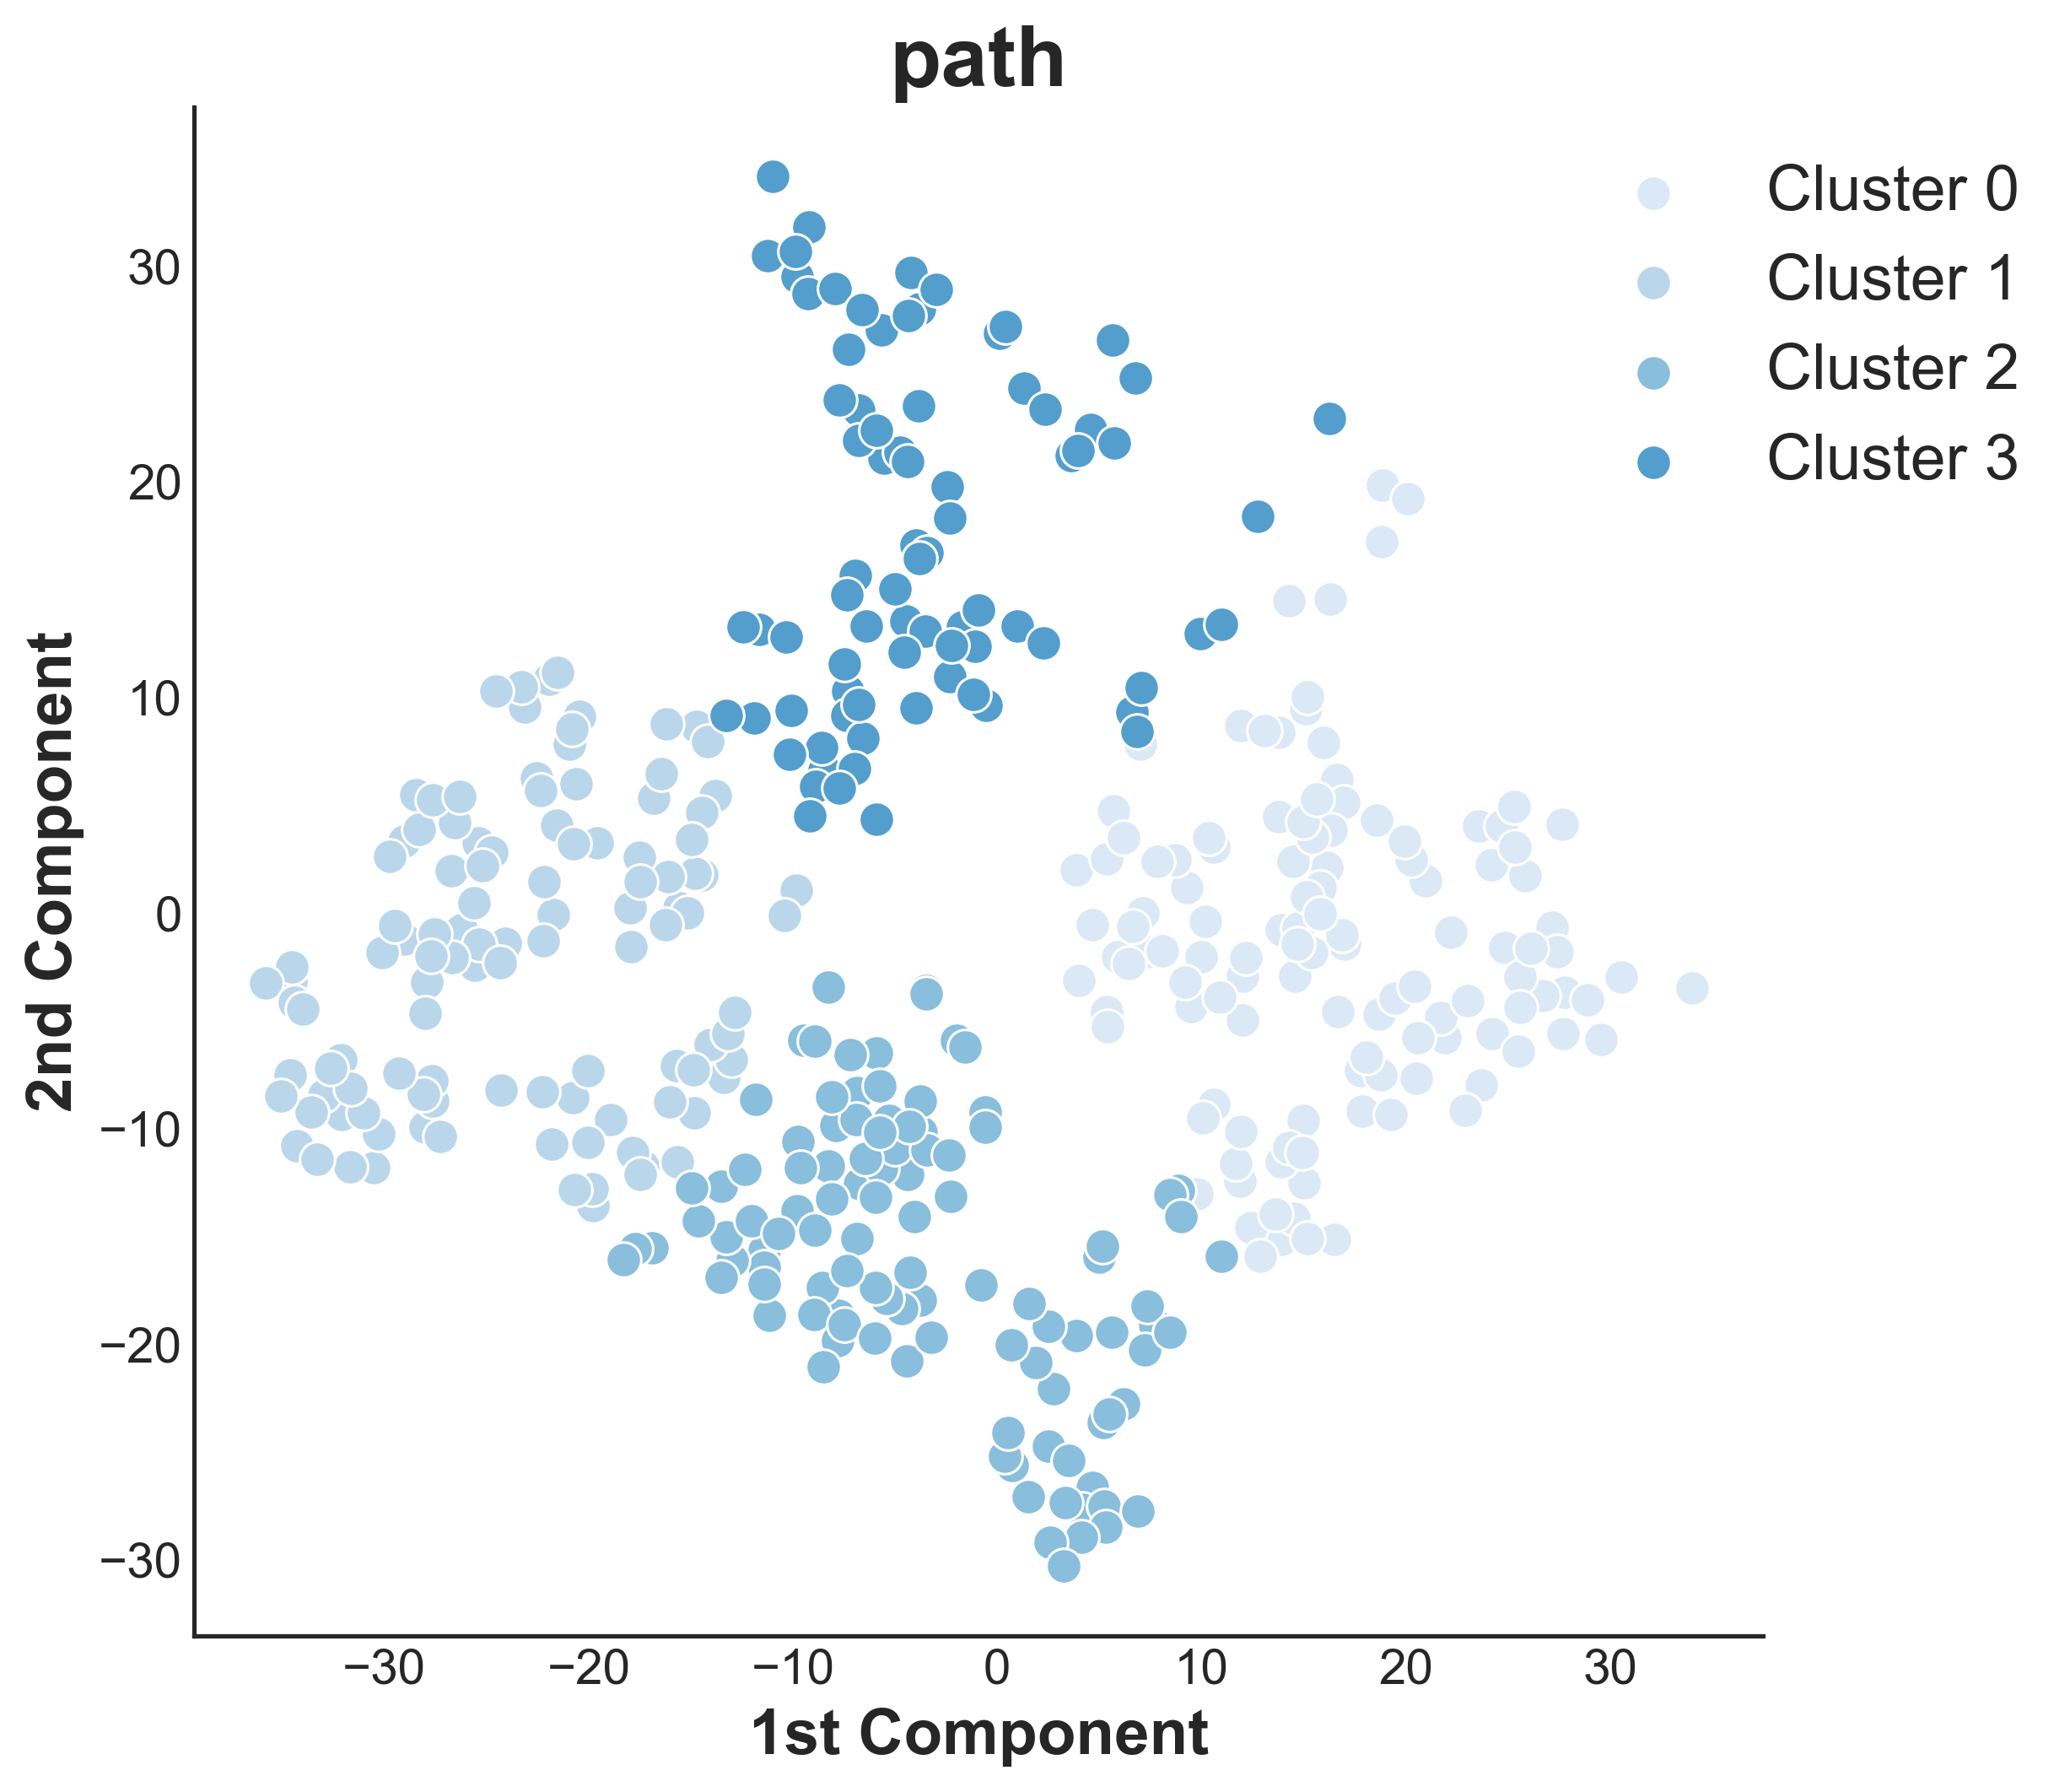 path
Cluster 0
Cluster 1
Cluster 2
Cluster 3
2nd Component
30
20
10
0
−10
−20
−30
−30 −20 −10 0 10 20 30
1st Component